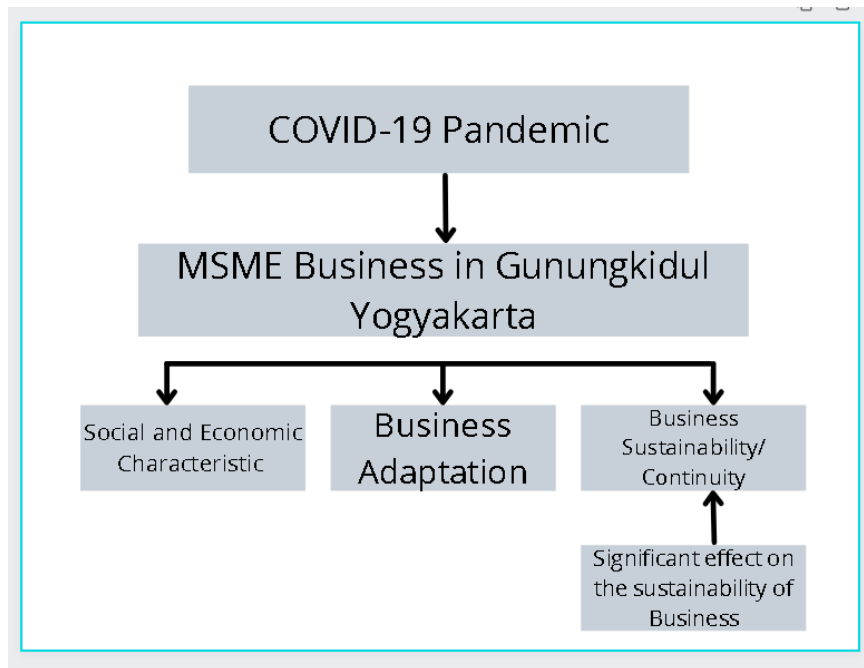 COVID-19 Pandemic
MSME Business in Gunungkidul
Yogyakarta
Social and Economic
Characteristic
Business
Adaptation
Business
Sustainability/
Continuity
Significant effect on
the sustainability of
Business